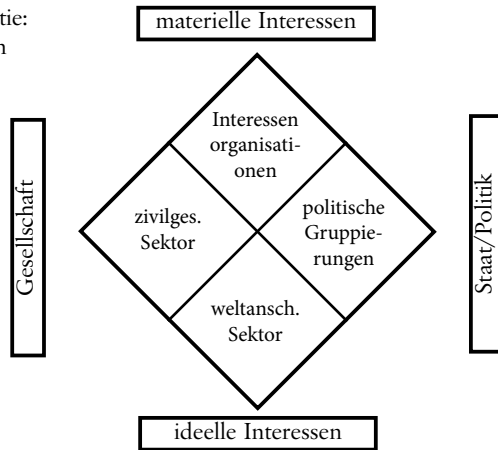 tie:
n
materielle Interessen
Interessen
organisati-
onen
Gesellschaft
zivilges.
Sektor
politische
Gruppie-
rungen
Staat/Politik
weltansch.
Sektor
ideelle Interessen